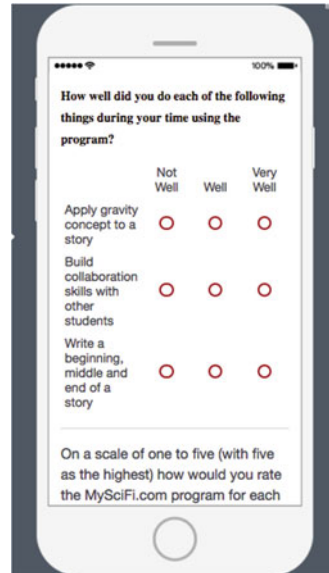 100%
How well did you do each of the following
things during your time using the
program?
Not
Well
Well
Very
Well
Apply gravity
concept to a
story
Build
collaboration
skills with
other
students
Write a
beginning,
middle and
end of a
story
On a scale of one to five (with five
as the highest) how would you rate
the MySciFi.com program for each